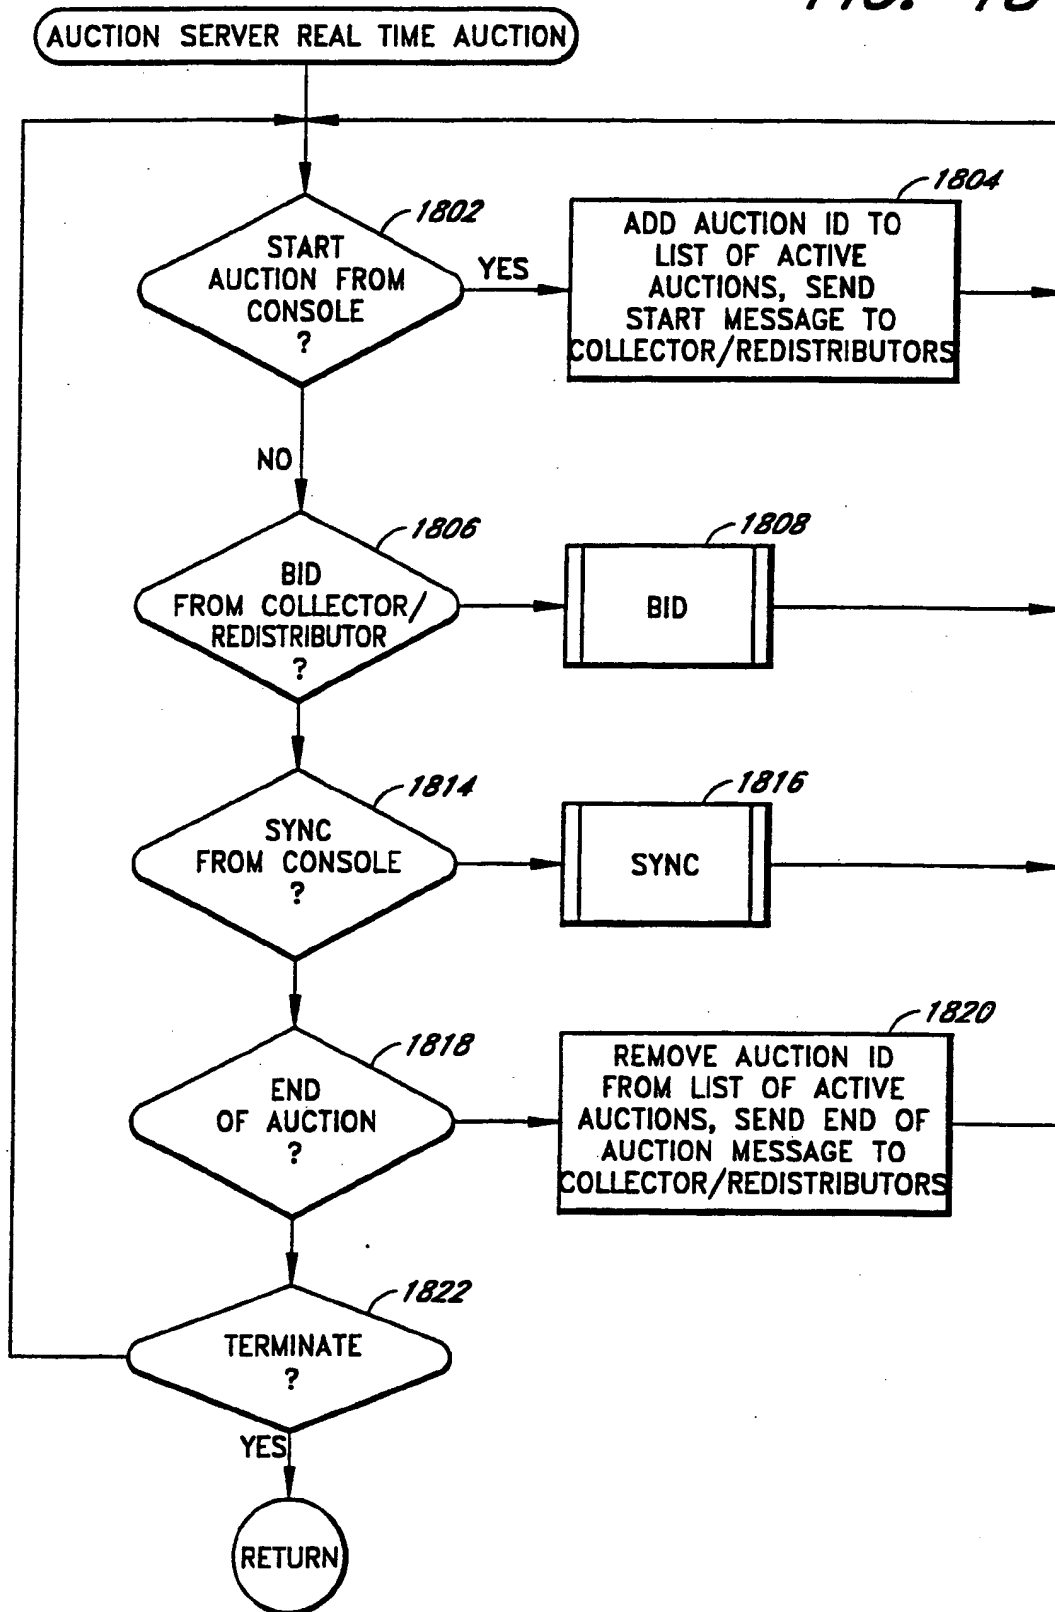 AUCTION SERVER REAL TIME AUCTION
1802
START
AUCTION FROM
CONSOLE
?
YES
1804
ADD AUCTION ID TO
LIST OF ACTIVE
AUCTIONS, SEND
START MESSAGE TO
COLLECTOR/REDISTRIBUTORS
NO
1806
BID
FROM COLLECTOR/
REDISTRIBUTOR
?
1808
BID
1814
SYNC
FROM CONSOLE
?
1816
SYNC
1818
END
OF AUCTION
?
1820
REMOVE AUCTION ID
FROM LIST OF ACTIVE
AUCTIONS, SEND END OF
AUCTION MESSAGE TO
COLLECTOR/REDISTRIBUTORS
1822
TERMINATE
?
YES
RETURN